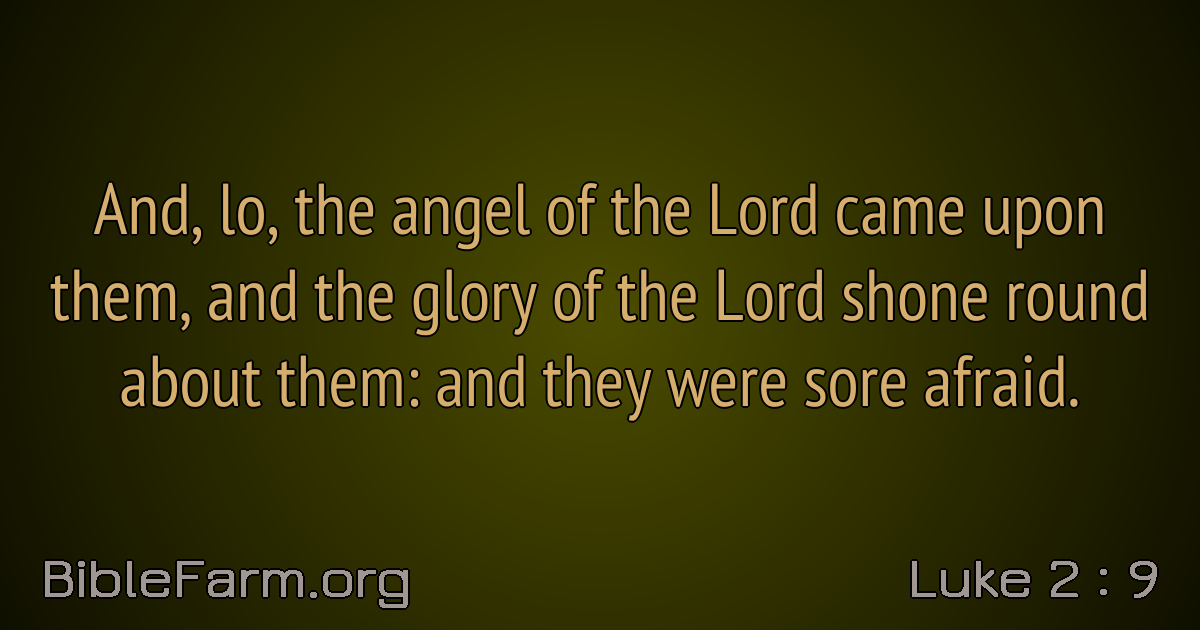 And, lo, the angel of the Lord came upon
them, and the glory of the Lord shone round
about them: and they were sore afraid.
BibleFarm.org
Luke 2 : 9